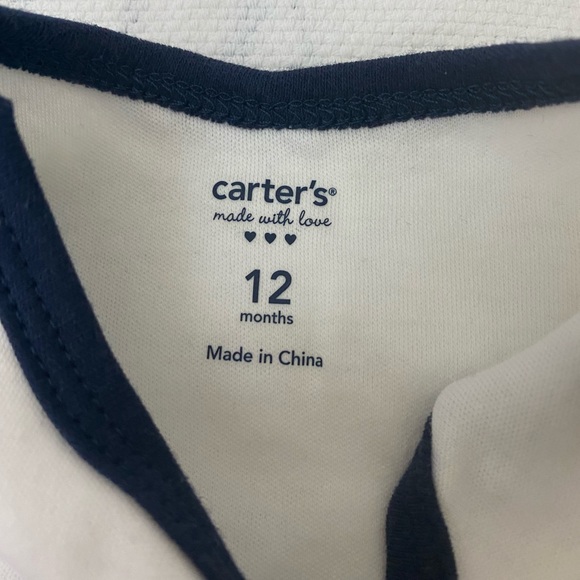 carter's®
made with love
♥ ♥ ♥
12
months
Made in China